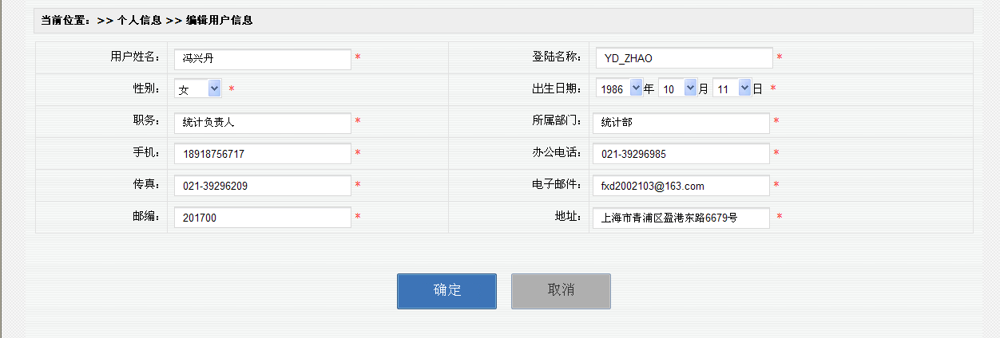 当前位置：>> 个人信息 >> 编辑用户信息
用户姓名： 冯兴丹 * 登陆名称： YD_ZHAO *
性别： 女 * 出生日期： 1986 年 10 月 11 日 *
职务： 统计负责人 * 所属部门： 统计部 *
手机： 18918756717 * 办公电话： 021-39296985 *
传真： 021-39296209 * 电子邮件： fxd2002103@163.com *
邮编： 201700 * 地址： 上海市青浦区盈港东路6679号 *
确定 取消